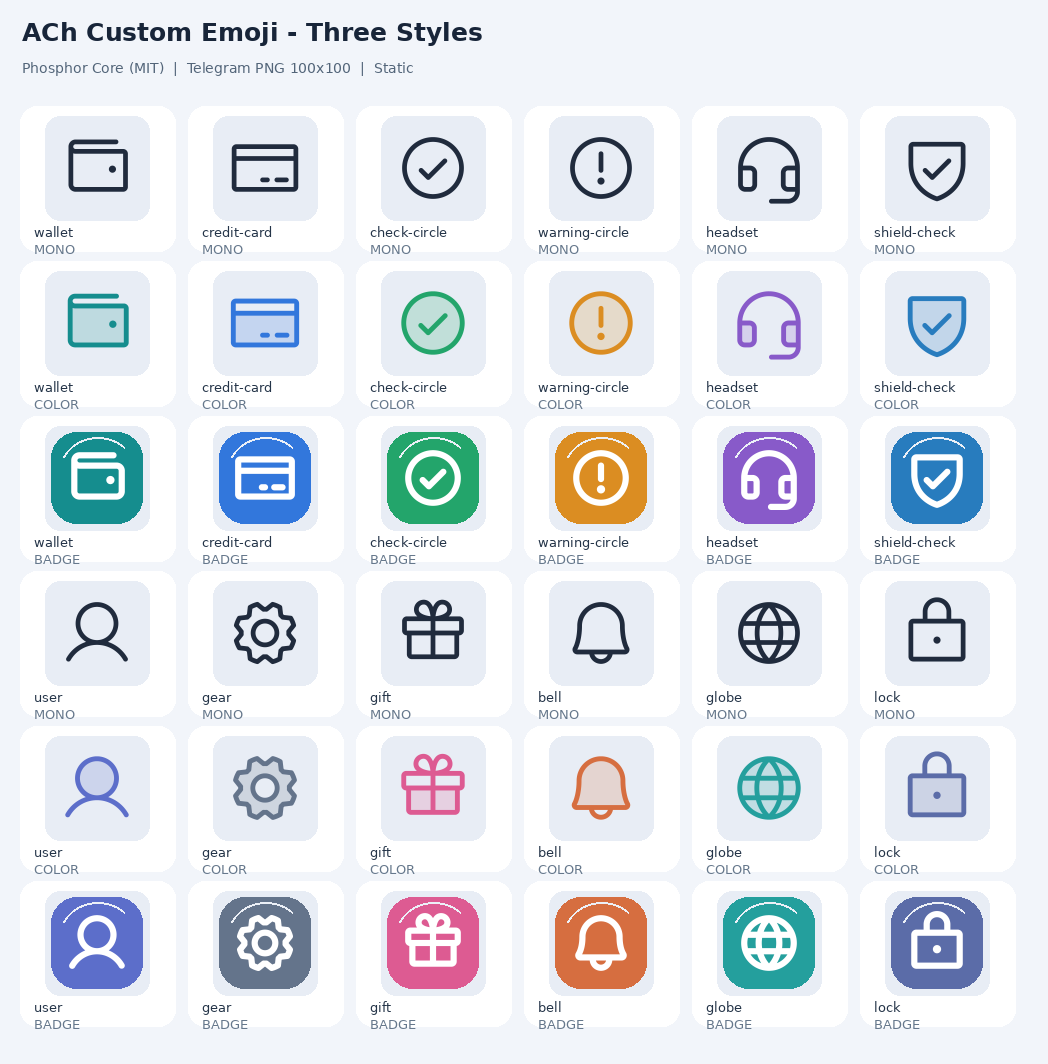 ACh Custom Emoji - Three Styles
Phosphor Core (MIT) | Telegram PNG 100x100 | Static
wallet credit-card check-circle warning-circle headset shield-check
MONO MONO MONO MONO MONO MONO
wallet credit-card check-circle warning-circle headset shield-check
COLOR COLOR COLOR COLOR COLOR COLOR
wallet credit-card check-circle warning-circle headset shield-check
BADGE BADGE BADGE BADGE BADGE BADGE
user gear gift bell globe lock
MONO MONO MONO MONO MONO MONO
user gear gift bell globe lock
COLOR COLOR COLOR COLOR COLOR COLOR
user gear gift bell globe lock
BADGE BADGE BADGE BADGE BADGE BADGE